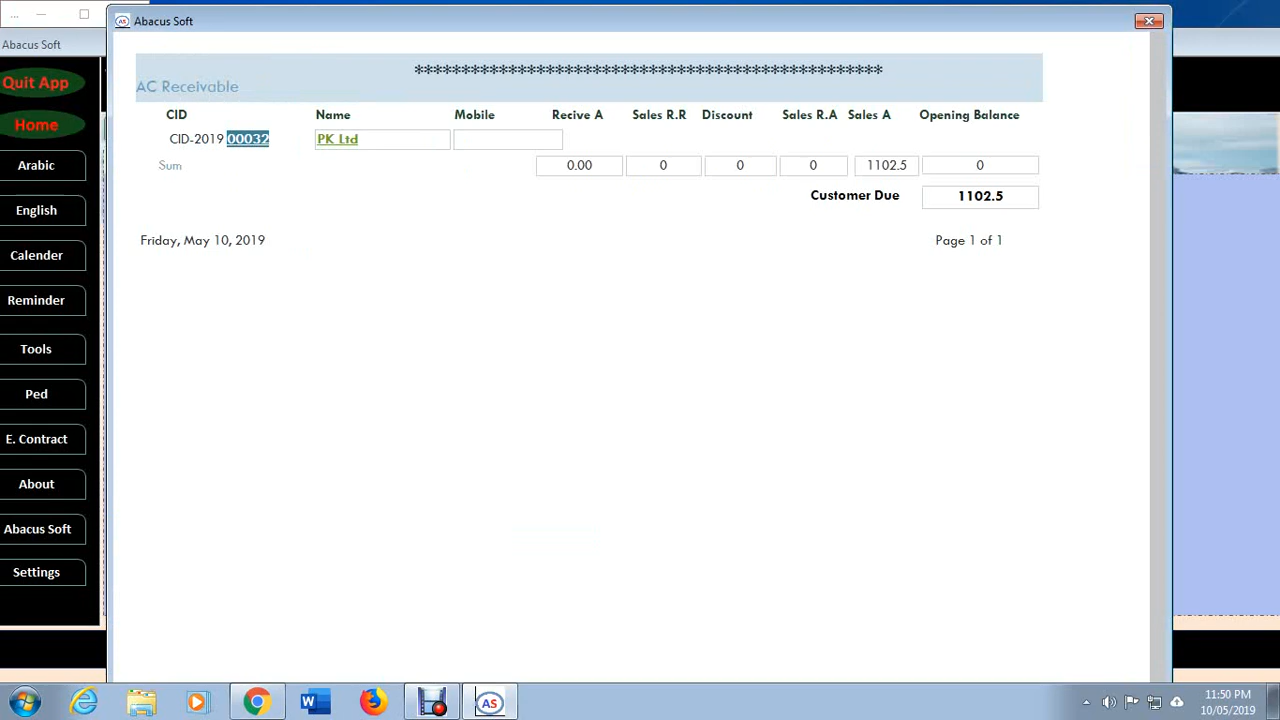 ...
Abacus Soft
Abacus Soft
Quit App
Home
Arabic
English
Calender
Reminder
Tools
Ped
E. Contract
About
Abacus Soft
Settings
*************************************************
AC Receivable
CID Name Mobile Recive A Sales R.R Discount Sales R.A Sales A Opening Balance
CID-2019 00032 PK Ltd
Sum 0.00 0 0 0 1102.5 0
Customer Due 1102.5
Friday, May 10, 2019 Page 1 of 1
W
AS
11:50 PM
10/05/2019